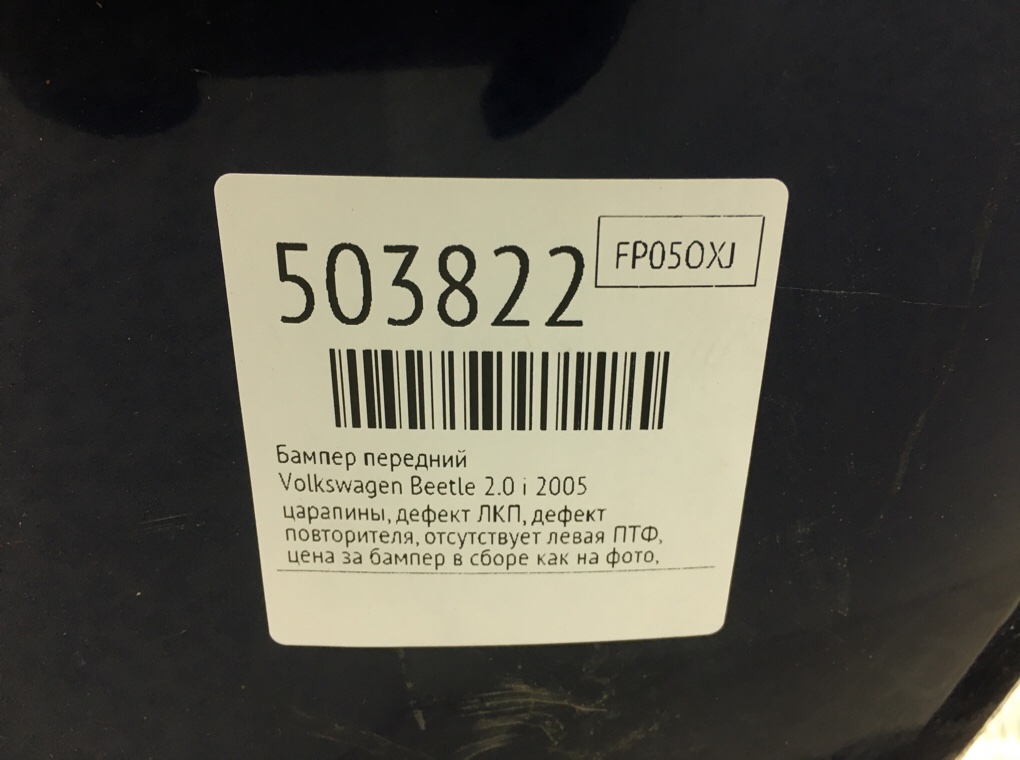 503822
FP05OXJ
Бампер передний
Volkswagen Beetle 2.0 i 2005
царапины, дефект ЛКП, дефект
повторителя, отсутствует левая ПТФ,
цена за бампер в сборе как на фото,